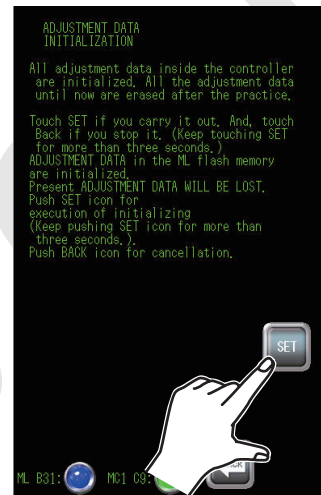 ADJUSTMENT DATA
INITIALIZATION
All adjustment data inside the controller
are initialized. All the adjustment data
until now are erased after the practice.
Touch SET if you carry it out. And, touch
Back if you stop it. (Keep touching SET
for more than three seconds.)
ADJUSTMENT DATA in the ML flash memory
are initialized.
Present ADJUSTMENT DATA WILL BE LOST.
Push SET icon for
execution of initializing
(Keep pushing SET icon for more than
three seconds.).
Push BACK icon for cancellation.
SET
ML B31: MC1 C9: